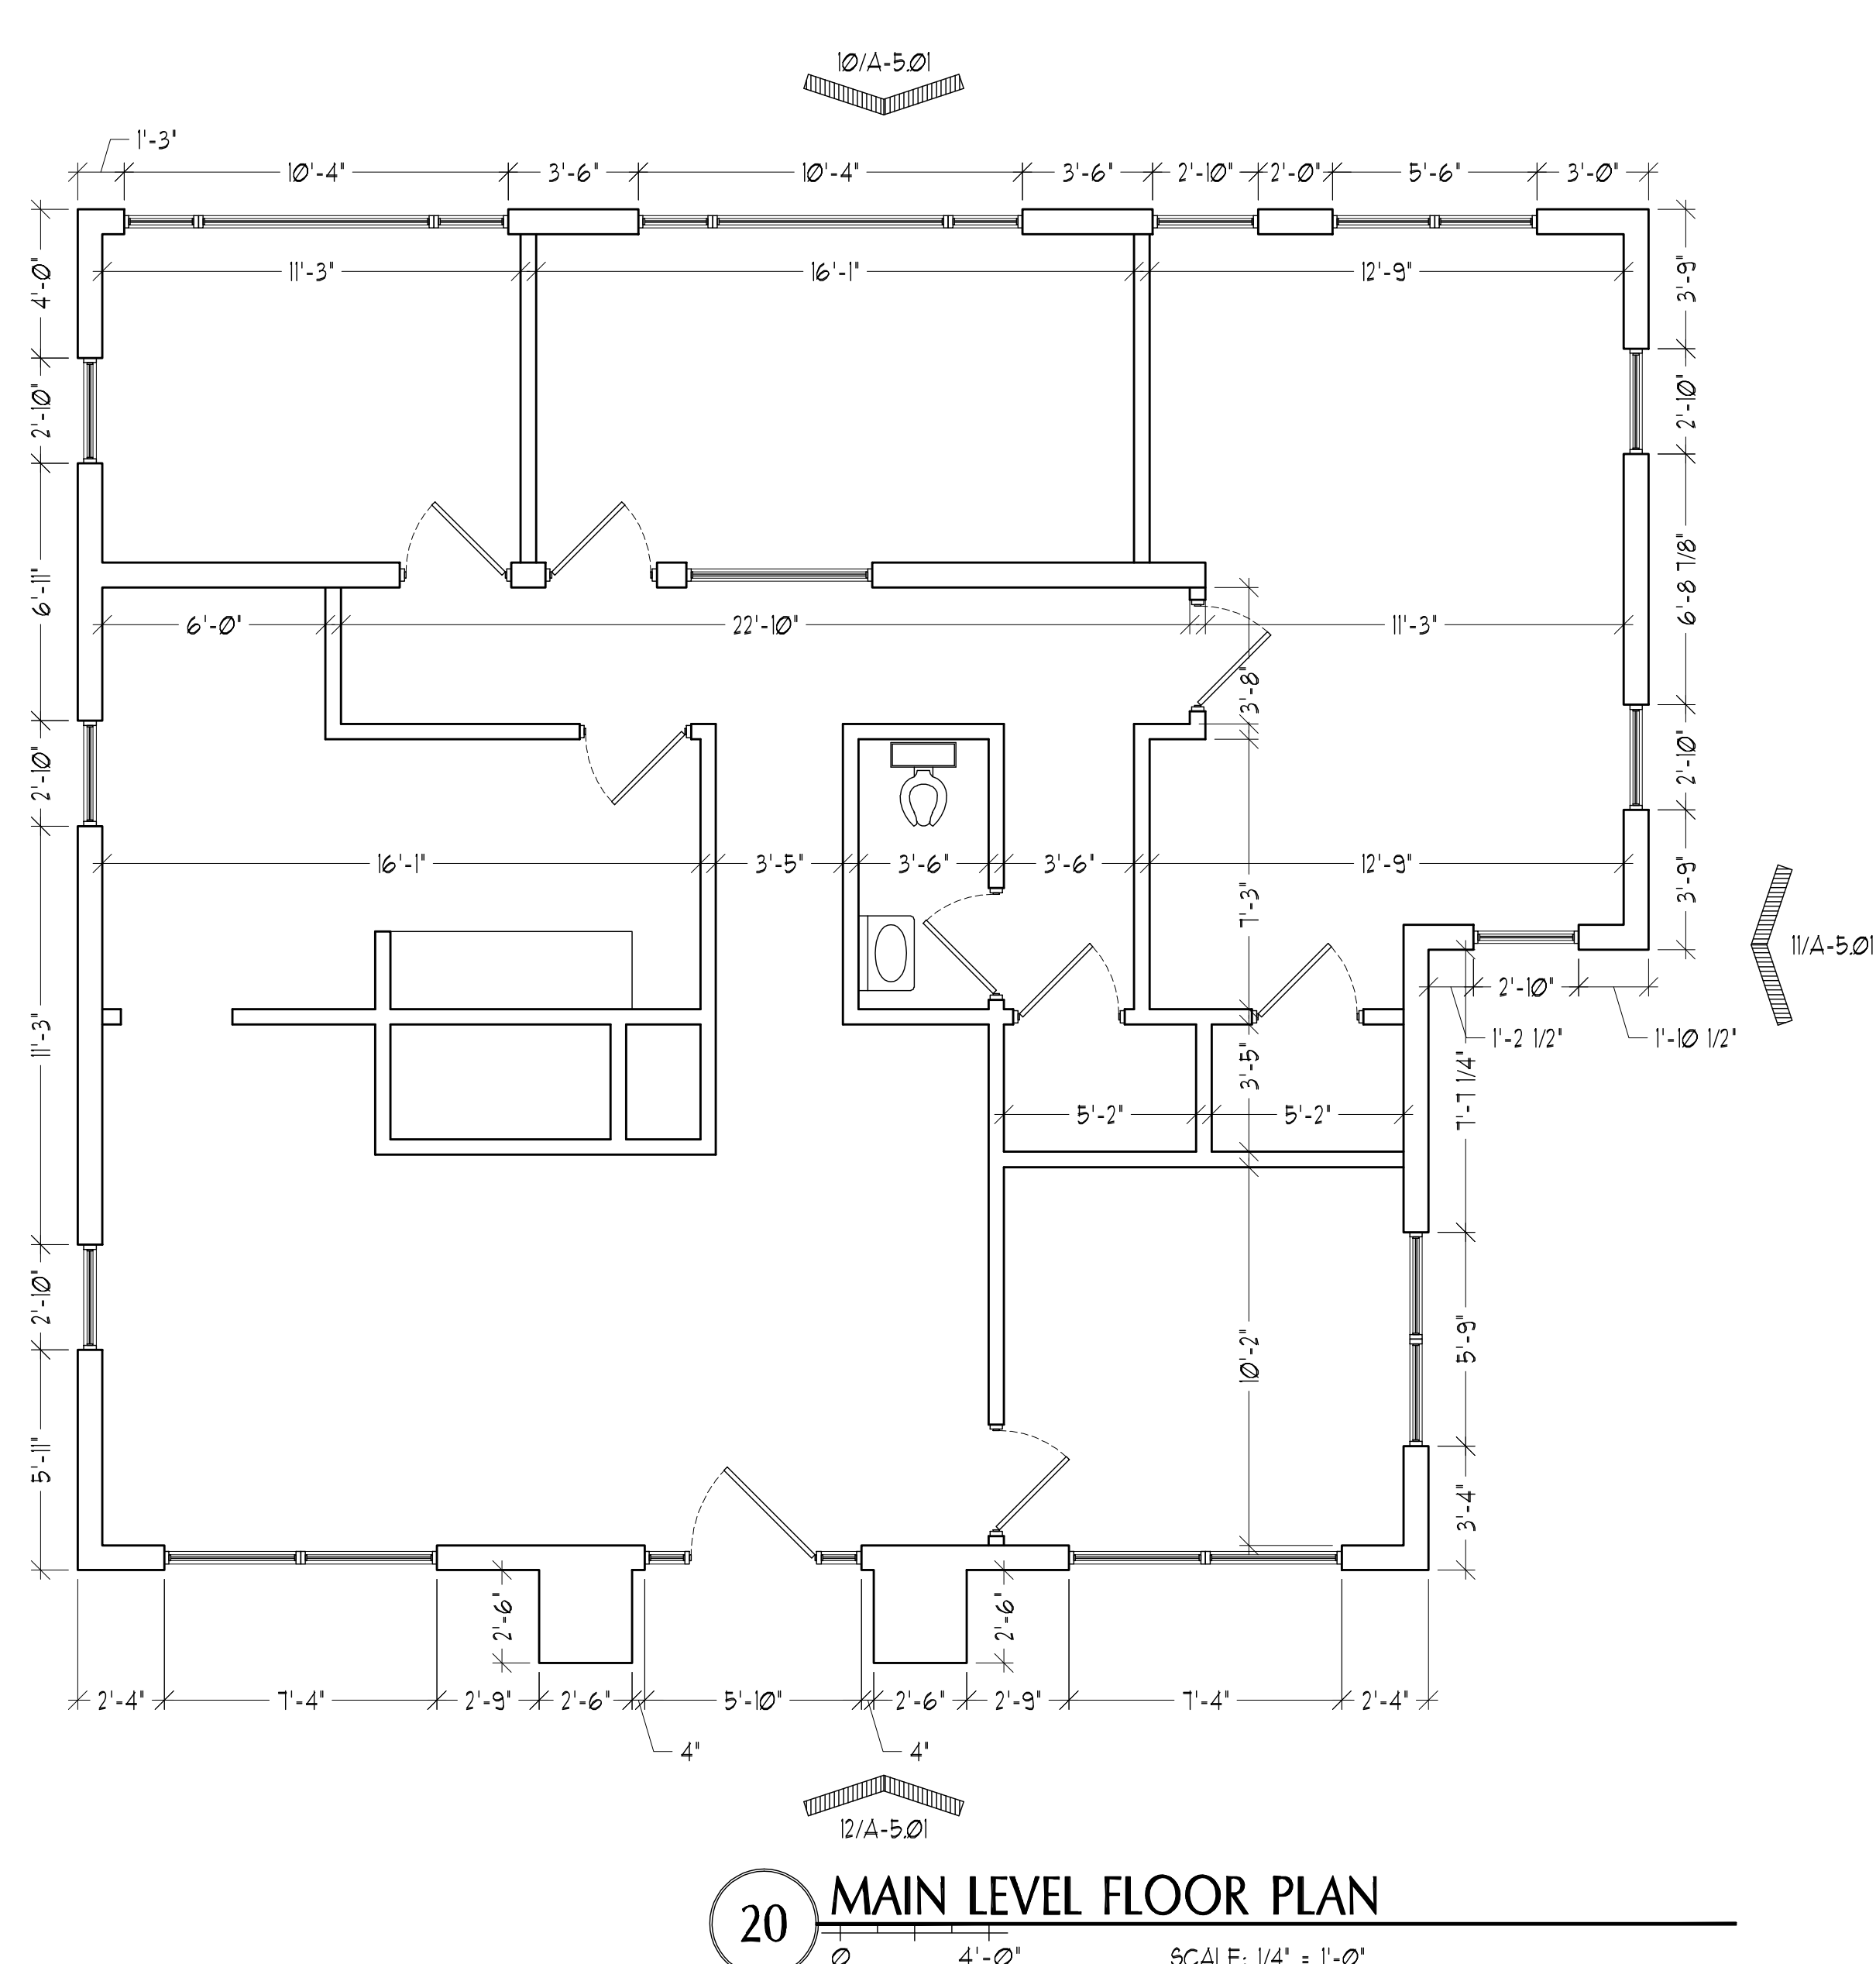 10/A-5.01
1'-3"
10'-4" 3'-6" 10'-4" 3'-6" 2'-10" 2'-0" 5'-6" 3'-0"
4'-0" 11'-3" 16'-1" 12'-9" 3'-9"
2'-10" 2'-10"
6'-11" 6'-0" 22'-10" 11'-3" 6'-8 7/8"
3'-8"
2'-10" 2'-10"
16'-1" 3'-5" 3'-6" 3'-6" 12'-9" 3'-9"
7'-3"
11/A-5.01
2'-10"
11'-3" 1'-2 1/2" 1'-10 1/2"
3'-5" 7'-7 1/4"
5'-2" 5'-2"
2'-10" 10'-2" 5'-9"
5'-11" 3'-4"
2'-6" 2'-6"
2'-4" 7'-4" 2'-9" 2'-6" 5'-10" 2'-6" 2'-9" 7'-4" 2'-4"
4" 4"
12/A-5.01
20 MAIN LEVEL FLOOR PLAN
0 4'-0" SCALE: 1/4" = 1'-0"